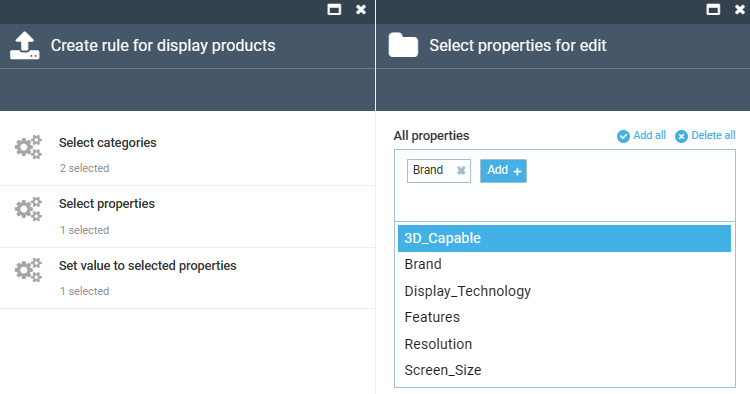 Create rule for display products
Select categories
2 selected
Select properties
1 selected
Set value to selected properties
1 selected
Select properties for edit
All properties
Add all
Delete all
Brand
Add
3D_Capable
Brand
Display_Technology
Features
Resolution
Screen_Size